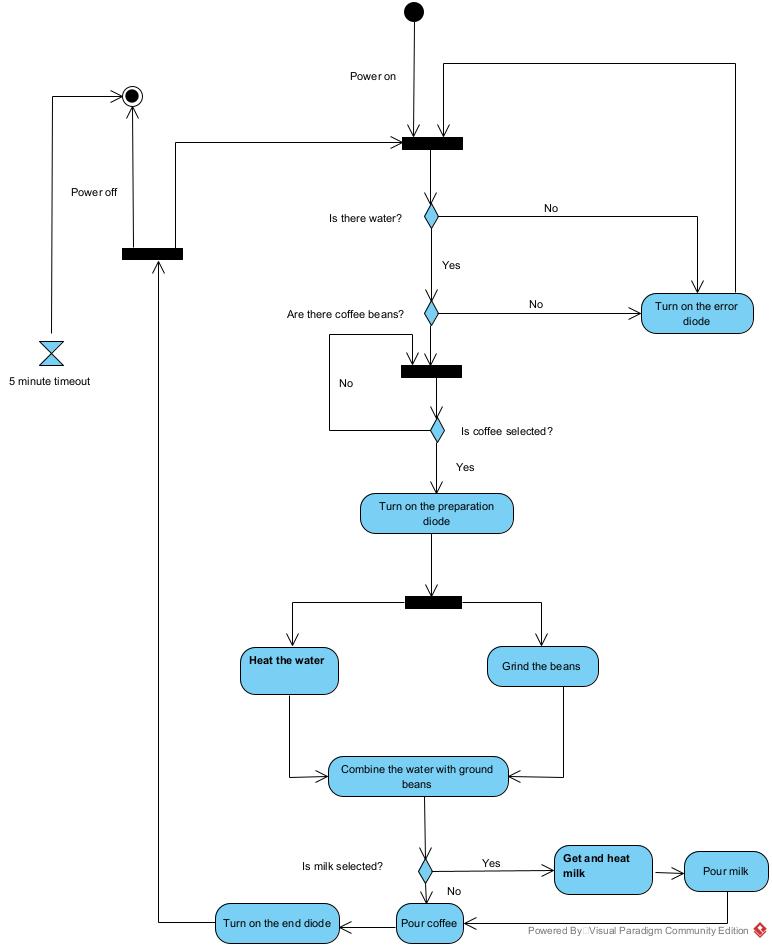 Power on
Power off
Is there water?
No
Yes
Are there coffee beans?
No
Turn on the error
diode
5 minute timeout
No
Is coffee selected?
Yes
Turn on the preparation
diode
Heat the water
Grind the beans
Combine the water with ground
beans
Is milk selected?
Yes
Get and heat
milk
Pour milk
No
Turn on the end diode
Pour coffee
Powered By Visual Paradigm Community Edition